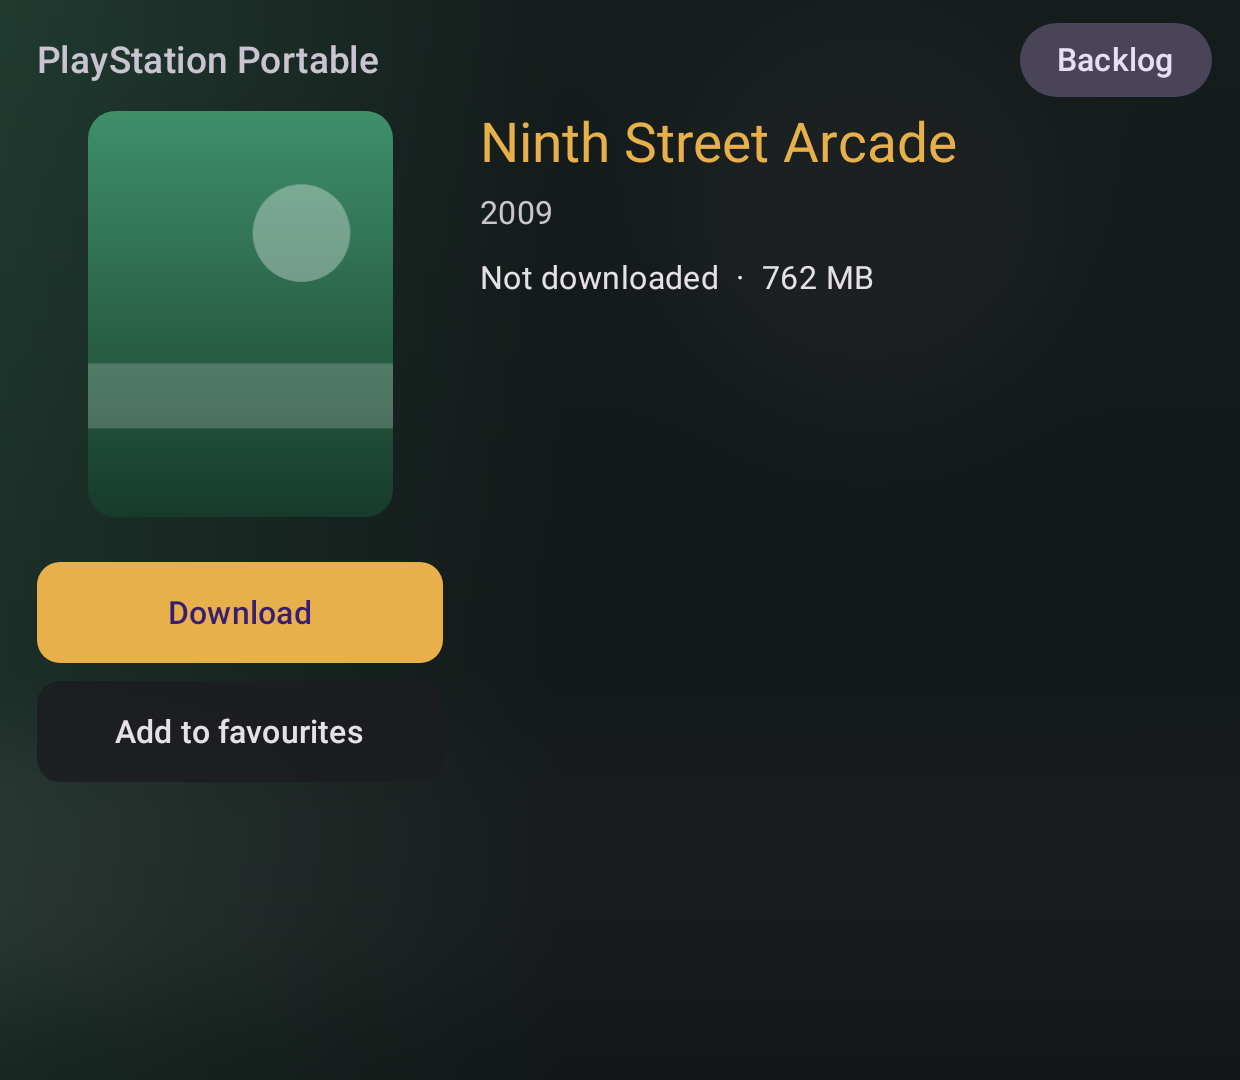 PlayStation Portable
Backlog
Ninth Street Arcade
2009
Not downloaded · 762 MB
Download
Add to favourites